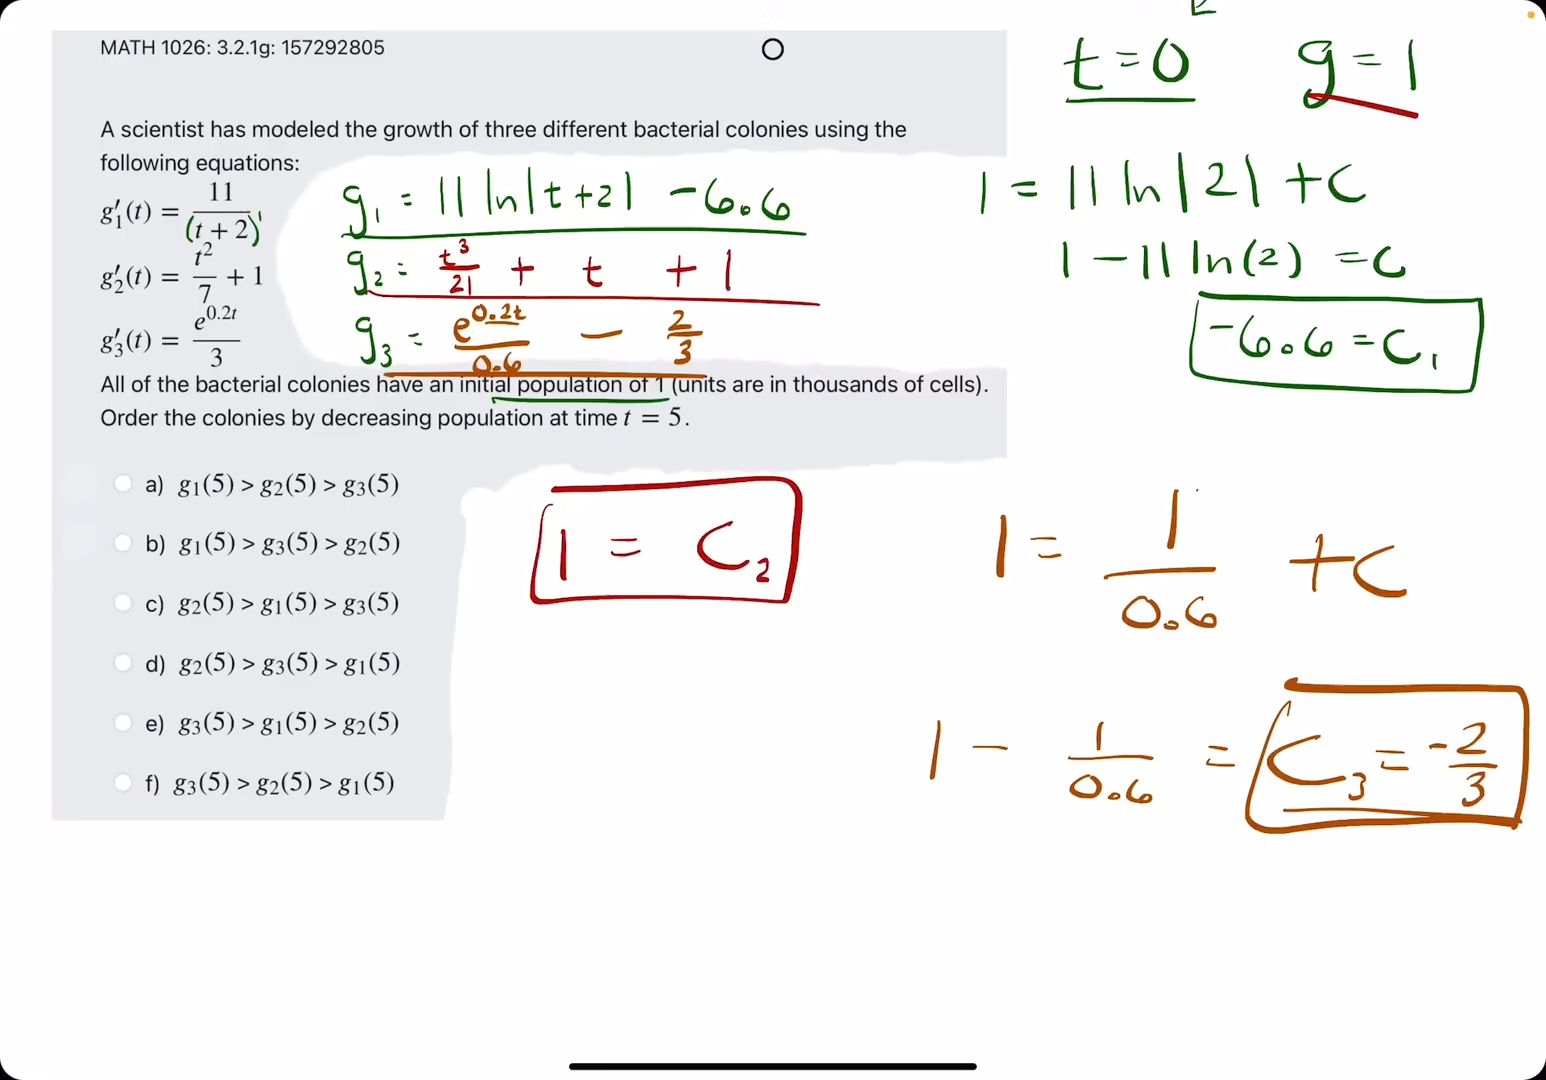 MATH 1026: 3.2.1g: 157292805
A scientist has modeled the growth of three different bacterial colonies using the
following equations:
g₁′(t) = 11/(t + 2)¹
g₁ = 11 ln|t+2| - 6.6
g₂′(t) = t²/7 + 1
g₂ = t³/21 + t + 1
g₃′(t) = e^0.2t/3
g₃ = e^0.2t/0.6 - 2/3
All of the bacterial colonies have an initial population of 1 (units are in thousands of cells).
Order the colonies by decreasing population at time t = 5.
a) g₁(5) > g₂(5) > g₃(5)
b) g₁(5) > g₃(5) > g₂(5)
c) g₂(5) > g₁(5) > g₃(5)
d) g₂(5) > g₃(5) > g₁(5)
e) g₃(5) > g₁(5) > g₂(5)
f) g₃(5) > g₂(5) > g₁(5)
t = 0 g = 1
1 = 11 ln|2| + C
1 - 11 ln(2) = C
-6.6 = C₁
1 = C₂
1 = 1/0.6 + C
1 - 1/0.6 = C₃ = -2/3